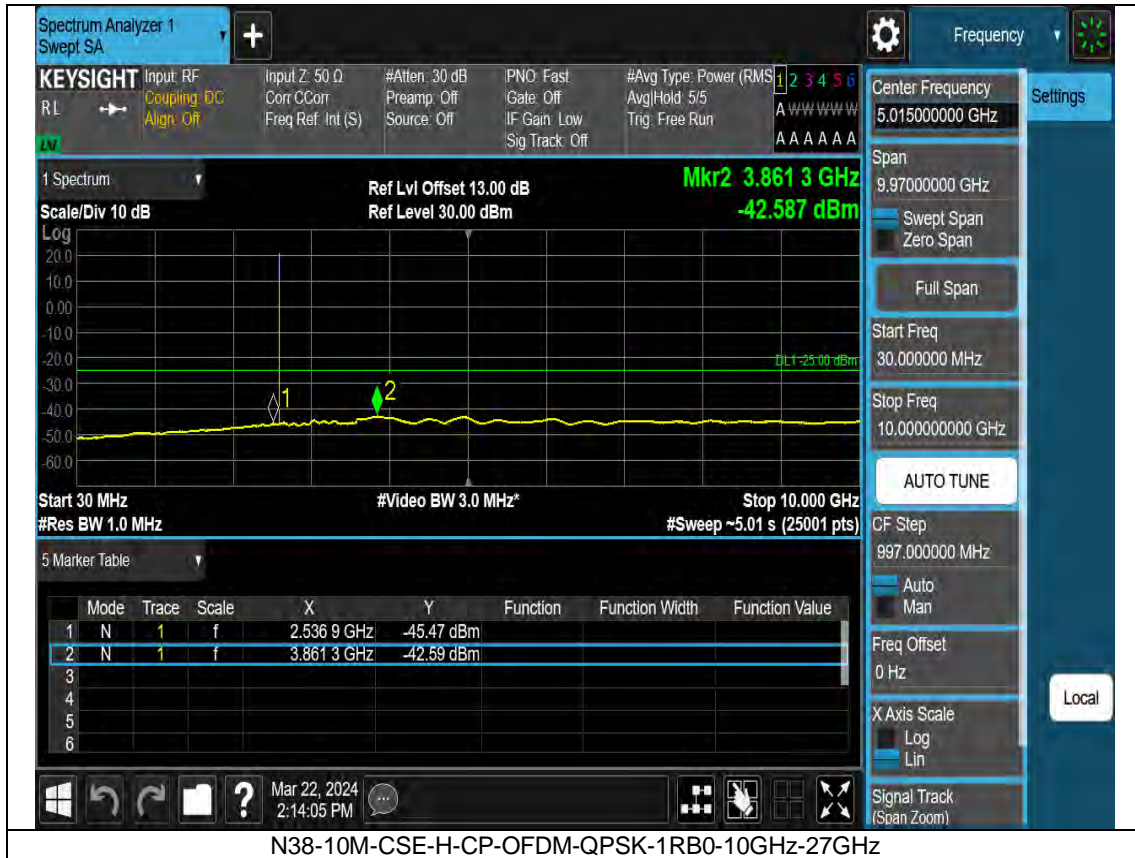 Spectrum Analyzer 1
Swept SA
Frequency
KEYSIGHT
RL
LXI
Input: RF
Coupling: DC
Align: Off
Input Z: 50 Ω
Corr CCorr
Freq Ref: Int (S)
#Atten: 30 dB
Preamp: Off
Source: Off
PNO: Fast
Gate: Off
IF Gain: Low
Sig Track: Off
#Avg Type: Power (RMS
Avg|Hold: 5/5
Trig: Free Run
1 2 3 4 5 6
A W W W W W
A A A A A A
Center Frequency
5.015000000 GHz
Settings
1 Spectrum
Scale/Div 10 dB
Ref Lvl Offset 13.00 dB
Ref Level 30.00 dBm
Mkr2 3.861 3 GHz
-42.587 dBm
Log
20.0
10.0
0.00
-10.0
-20.0
-30.0
-40.0
-50.0
-60.0
DL1 -25.00 dBm
1
2
Start 30 MHz
#Res BW 1.0 MHz
#Video BW 3.0 MHz*
Stop 10.000 GHz
#Sweep ~5.01 s (25001 pts)
Span
9.97000000 GHz
Swept Span
Zero Span
Full Span
Start Freq
30.000000 MHz
Stop Freq
10.000000000 GHz
AUTO TUNE
CF Step
997.000000 MHz
Auto
Man
Freq Offset
0 Hz
X Axis Scale
Log
Lin
Signal Track
(Span Zoom)
Local
5 Marker Table
Mode Trace Scale X Y Function Function Width Function Value
1 N 1 f 2.536 9 GHz -45.47 dBm
2 N 1 f 3.861 3 GHz -42.59 dBm
3
4
5
6
?
Mar 22, 2024
2:14:05 PM
N38-10M-CSE-H-CP-OFDM-QPSK-1RB0-10GHz-27GHz